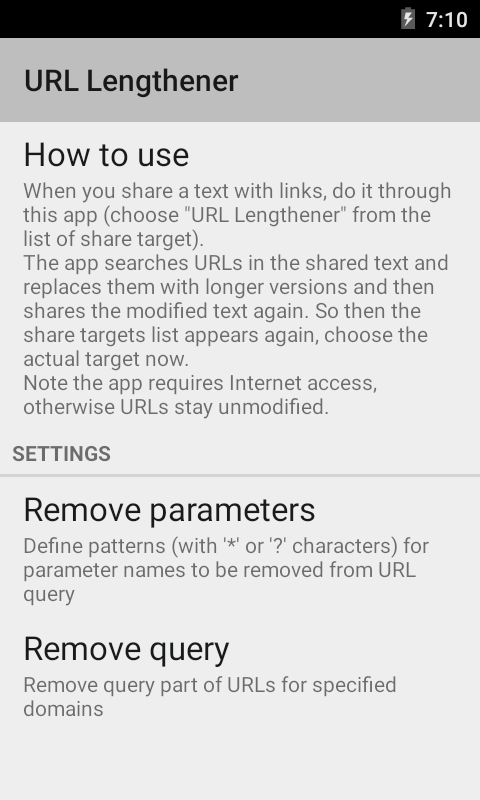 7:10
URL Lengthener
How to use
When you share a text with links, do it through
this app (choose "URL Lengthener" from the
list of share target).
The app searches URLs in the shared text and
replaces them with longer versions and then
shares the modified text again. So then the
share targets list appears again, choose the
actual target now.
Note the app requires Internet access,
otherwise URLs stay unmodified.
SETTINGS
Remove parameters
Define patterns (with '*' or '?' characters) for
parameter names to be removed from URL
query
Remove query
Remove query part of URLs for specified
domains